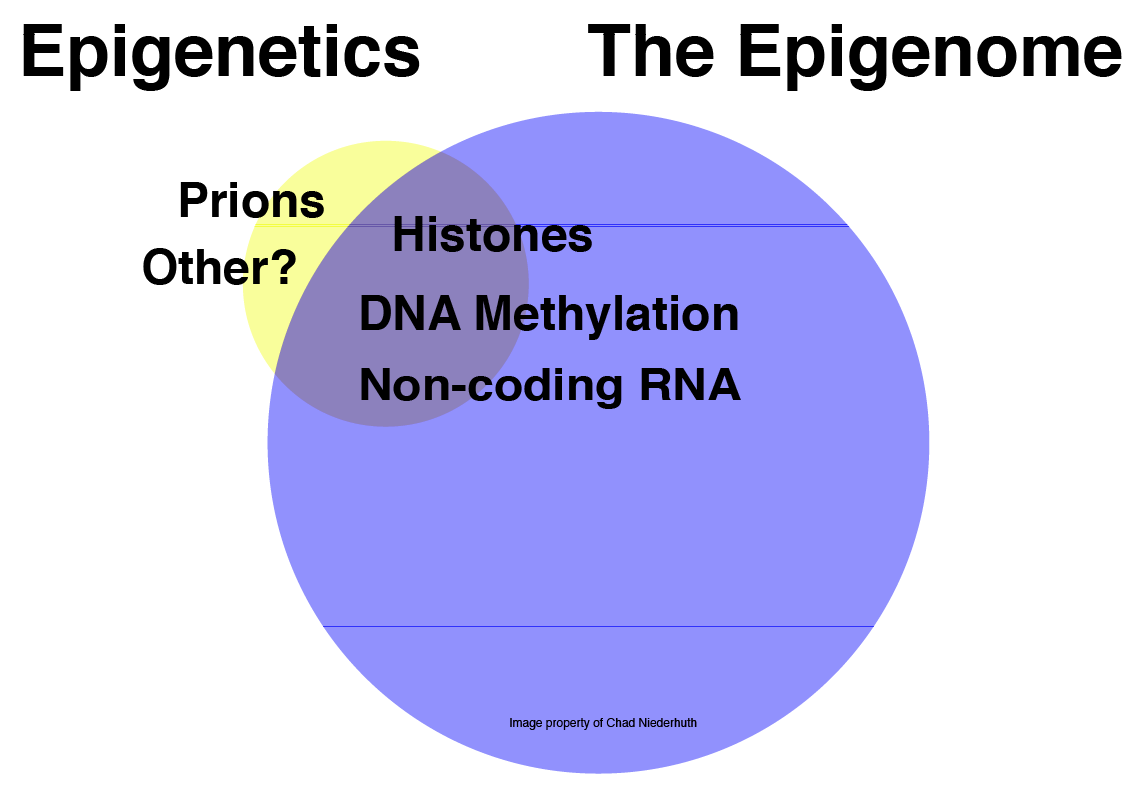 Epigenetics
The Epigenome
Prions
Other?
Histones
DNA Methylation
Non-coding RNA
Image property of Chad Niederhuth